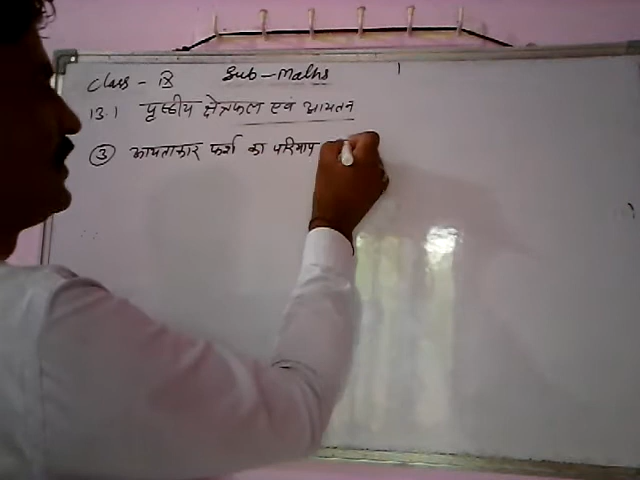 Class - IX Sub - Maths
13.1 पृष्ठीय क्षेत्रफल एवं आयतन
③ आयताकार फर्श का परिमाप